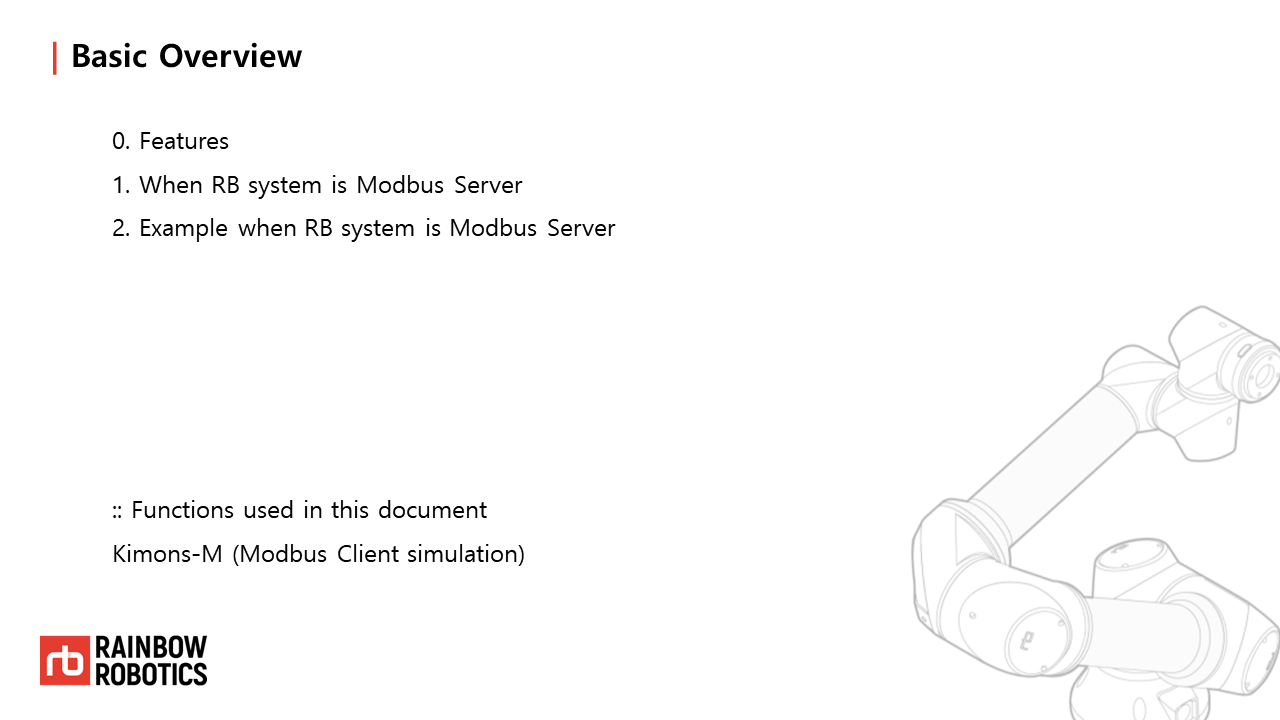 Basic Overview
0. Features
1. When RB system is Modbus Server
2. Example when RB system is Modbus Server
:: Functions used in this document
Kimons-M (Modbus Client simulation)
rb RAINBOW
ROBOTICS